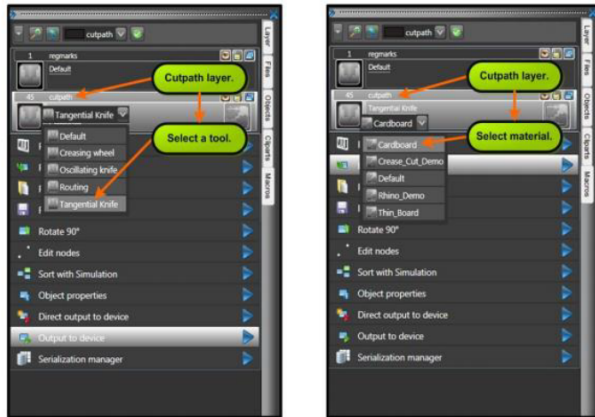 cutpath
1 regmarks
Default
Cutpath layer.
45 cutpath
Tangential Knife
Select a tool.
Default
Creasing wheel
Oscillating knife
Routing
Tangential Knife
Rotate 90°
Edit nodes
Sort with Simulation
Object properties
Direct output to device
Output to device
Serialization manager
Layer
Files
Objects
Cliparts
Macros
cutpath
1 regmarks
Default
Cutpath layer.
45 cutpath
Tangential Knife
Cardboard
Select material.
Cardboard
Crease_Cut_Demo
Default
Rhino_Demo
Thin_Board
Rotate 90°
Edit nodes
Sort with Simulation
Object properties
Direct output to device
Output to device
Serialization manager
Layer
Files
Objects
Cliparts
Macros